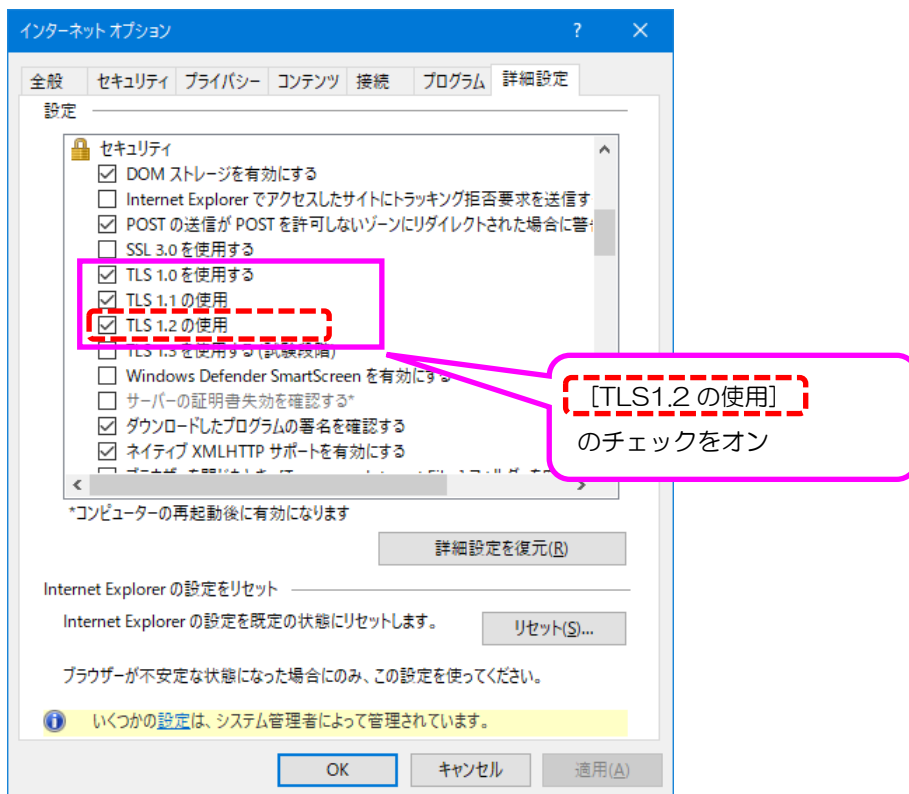 インターネット オプション ? ×
全般 セキュリティ プライバシー コンテンツ 接続 プログラム 詳細設定
設定
セキュリティ
DOM ストレージを有効にする
Internet Explorer でアクセスしたサイトにトラッキング拒否要求を送信す
POST の送信が POST を許可しないゾーンにリダイレクトされた場合に警
SSL 3.0 を使用する
TLS 1.0 を使用する
TLS 1.1 の使用
TLS 1.2 の使用
TLS 1.3 を使用する (試験段階)
Windows Defender SmartScreen を有効にする
サーバーの証明書失効を確認する*
ダウンロードしたプログラムの署名を確認する
ネイティブ XMLHTTP サポートを有効にする
[TLS1.2 の使用]
のチェックをオン
*コンピューターの再起動後に有効になります
詳細設定を復元(R)
Internet Explorer の設定をリセット
Internet Explorer の設定を既定の状態にリセットします。
リセット(S)...
ブラウザーが不安定な状態になった場合にのみ、この設定を使ってください。
いくつかの設定は、システム管理者によって管理されています。
OK キャンセル 適用(A)